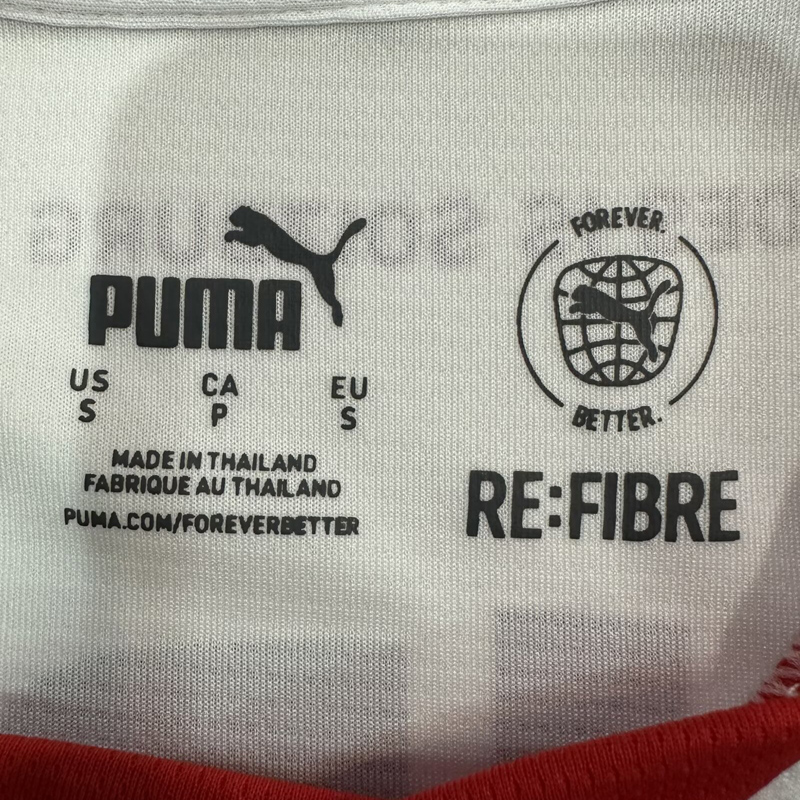 PUMA
US CA EU
S P S
MADE IN THAILAND
FABRIQUE AU THAILAND
PUMA.COM/FOREVERBETTER
FOREVER.
BETTER.
RE:FIBRE